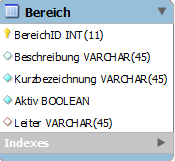 Bereich
BereichID INT(11)
Beschreibung VARCHAR(45)
Kurzbezeichnung VARCHAR(45)
Aktiv BOOLEAN
Leiter VARCHAR(45)
Indexes